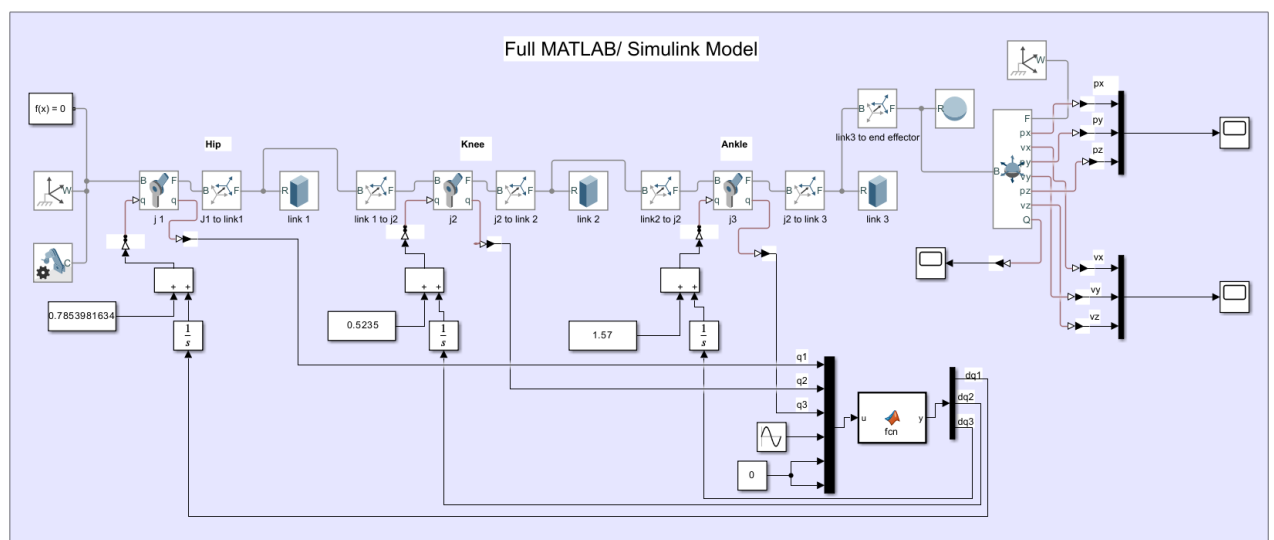 Full MATLAB/ Simulink Model
f(x) = 0
W
C
Hip
B F
q q
j 1
B F
J1 to link1
R
link 1
B F
link 1 to j2
Knee
B F
q q
j2
B F
j2 to link 2
R
link 2
B F
link2 to j2
Ankle
B F
q q
j3
B F
j2 to link 3
R
link 3
B F
link3 to end effector
R
W
B
F
px
vx
py
vy
pz
vz
Q
px
py
pz
vx
vy
vz
+ +
0.7853981634
1
s
+ +
0.5235
1
s
+ +
1.57
1
s
q1
q2
q3
0
u y
fcn
dq1
dq2
dq3